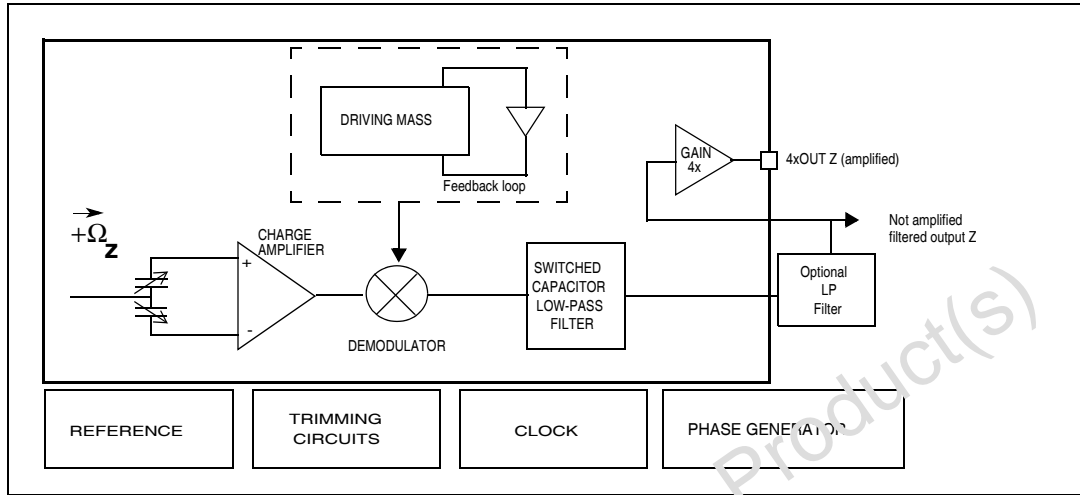 DRIVING MASS
Feedback loop
GAIN
4x
4xOUT Z (amplified)
Not amplified
filtered output Z
+Ω
z
CHARGE
AMPLIFIER
+
-
DEMODULATOR
SWITCHED
CAPACITOR
LOW-PASS
FILTER
Optional
LP
Filter
REFERENCE
TRIMMING
CIRCUITS
CLOCK
PHASE GENERATOR
Product(s)